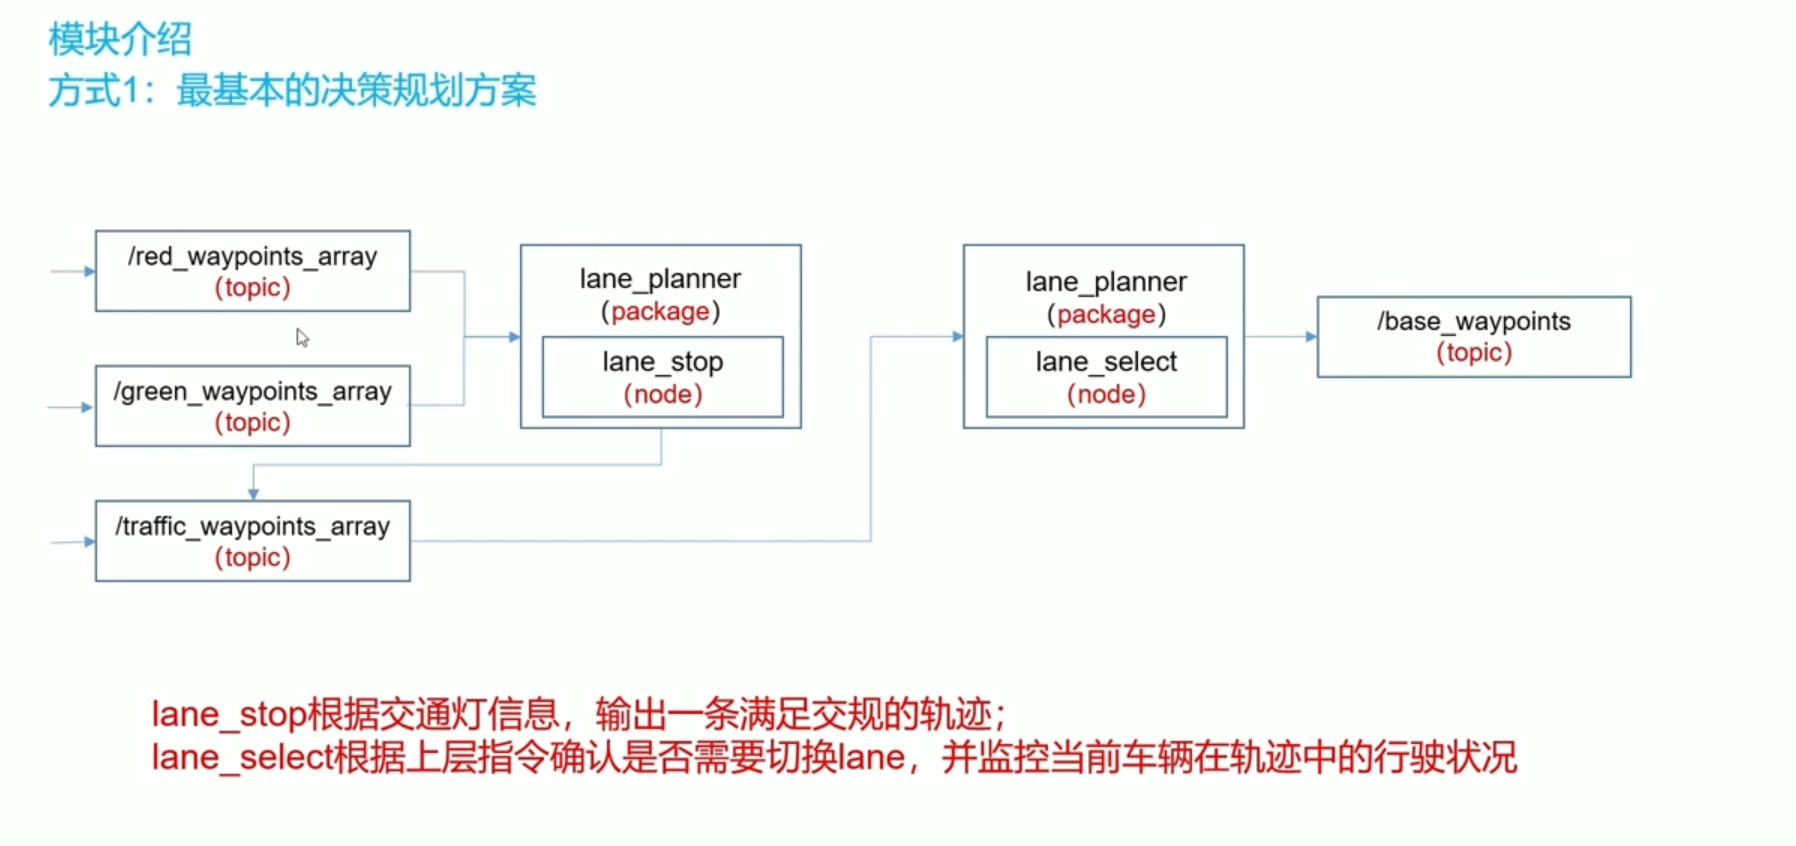 模块介绍
方式1：最基本的决策规划方案
/red_waypoints_array
(topic)
/green_waypoints_array
(topic)
/traffic_waypoints_array
(topic)
lane_planner
(package)
lane_stop
(node)
lane_planner
(package)
lane_select
(node)
/base_waypoints
(topic)
lane_stop根据交通灯信息，输出一条满足交规的轨迹；
lane_select根据上层指令确认是否需要切换lane，并监控当前车辆在轨迹中的行驶状况